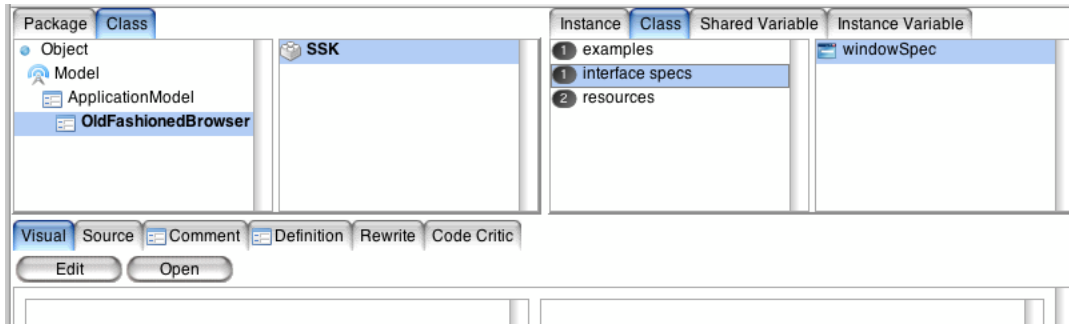 Package Class
Instance Class Shared Variable Instance Variable
Object
Model
ApplicationModel
OldFashionedBrowser
SSK
1 examples
1 interface specs
2 resources
windowSpec
Visual Source Comment Definition Rewrite Code Critic
Edit Open